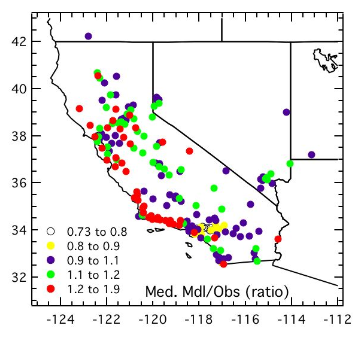 42
40
38
36
34
32
0.73 to 0.8
0.8 to 0.9
0.9 to 1.1
1.1 to 1.2
1.2 to 1.9
Med. Mdl/Obs (ratio)
-124 -122 -120 -118 -116 -114 -112